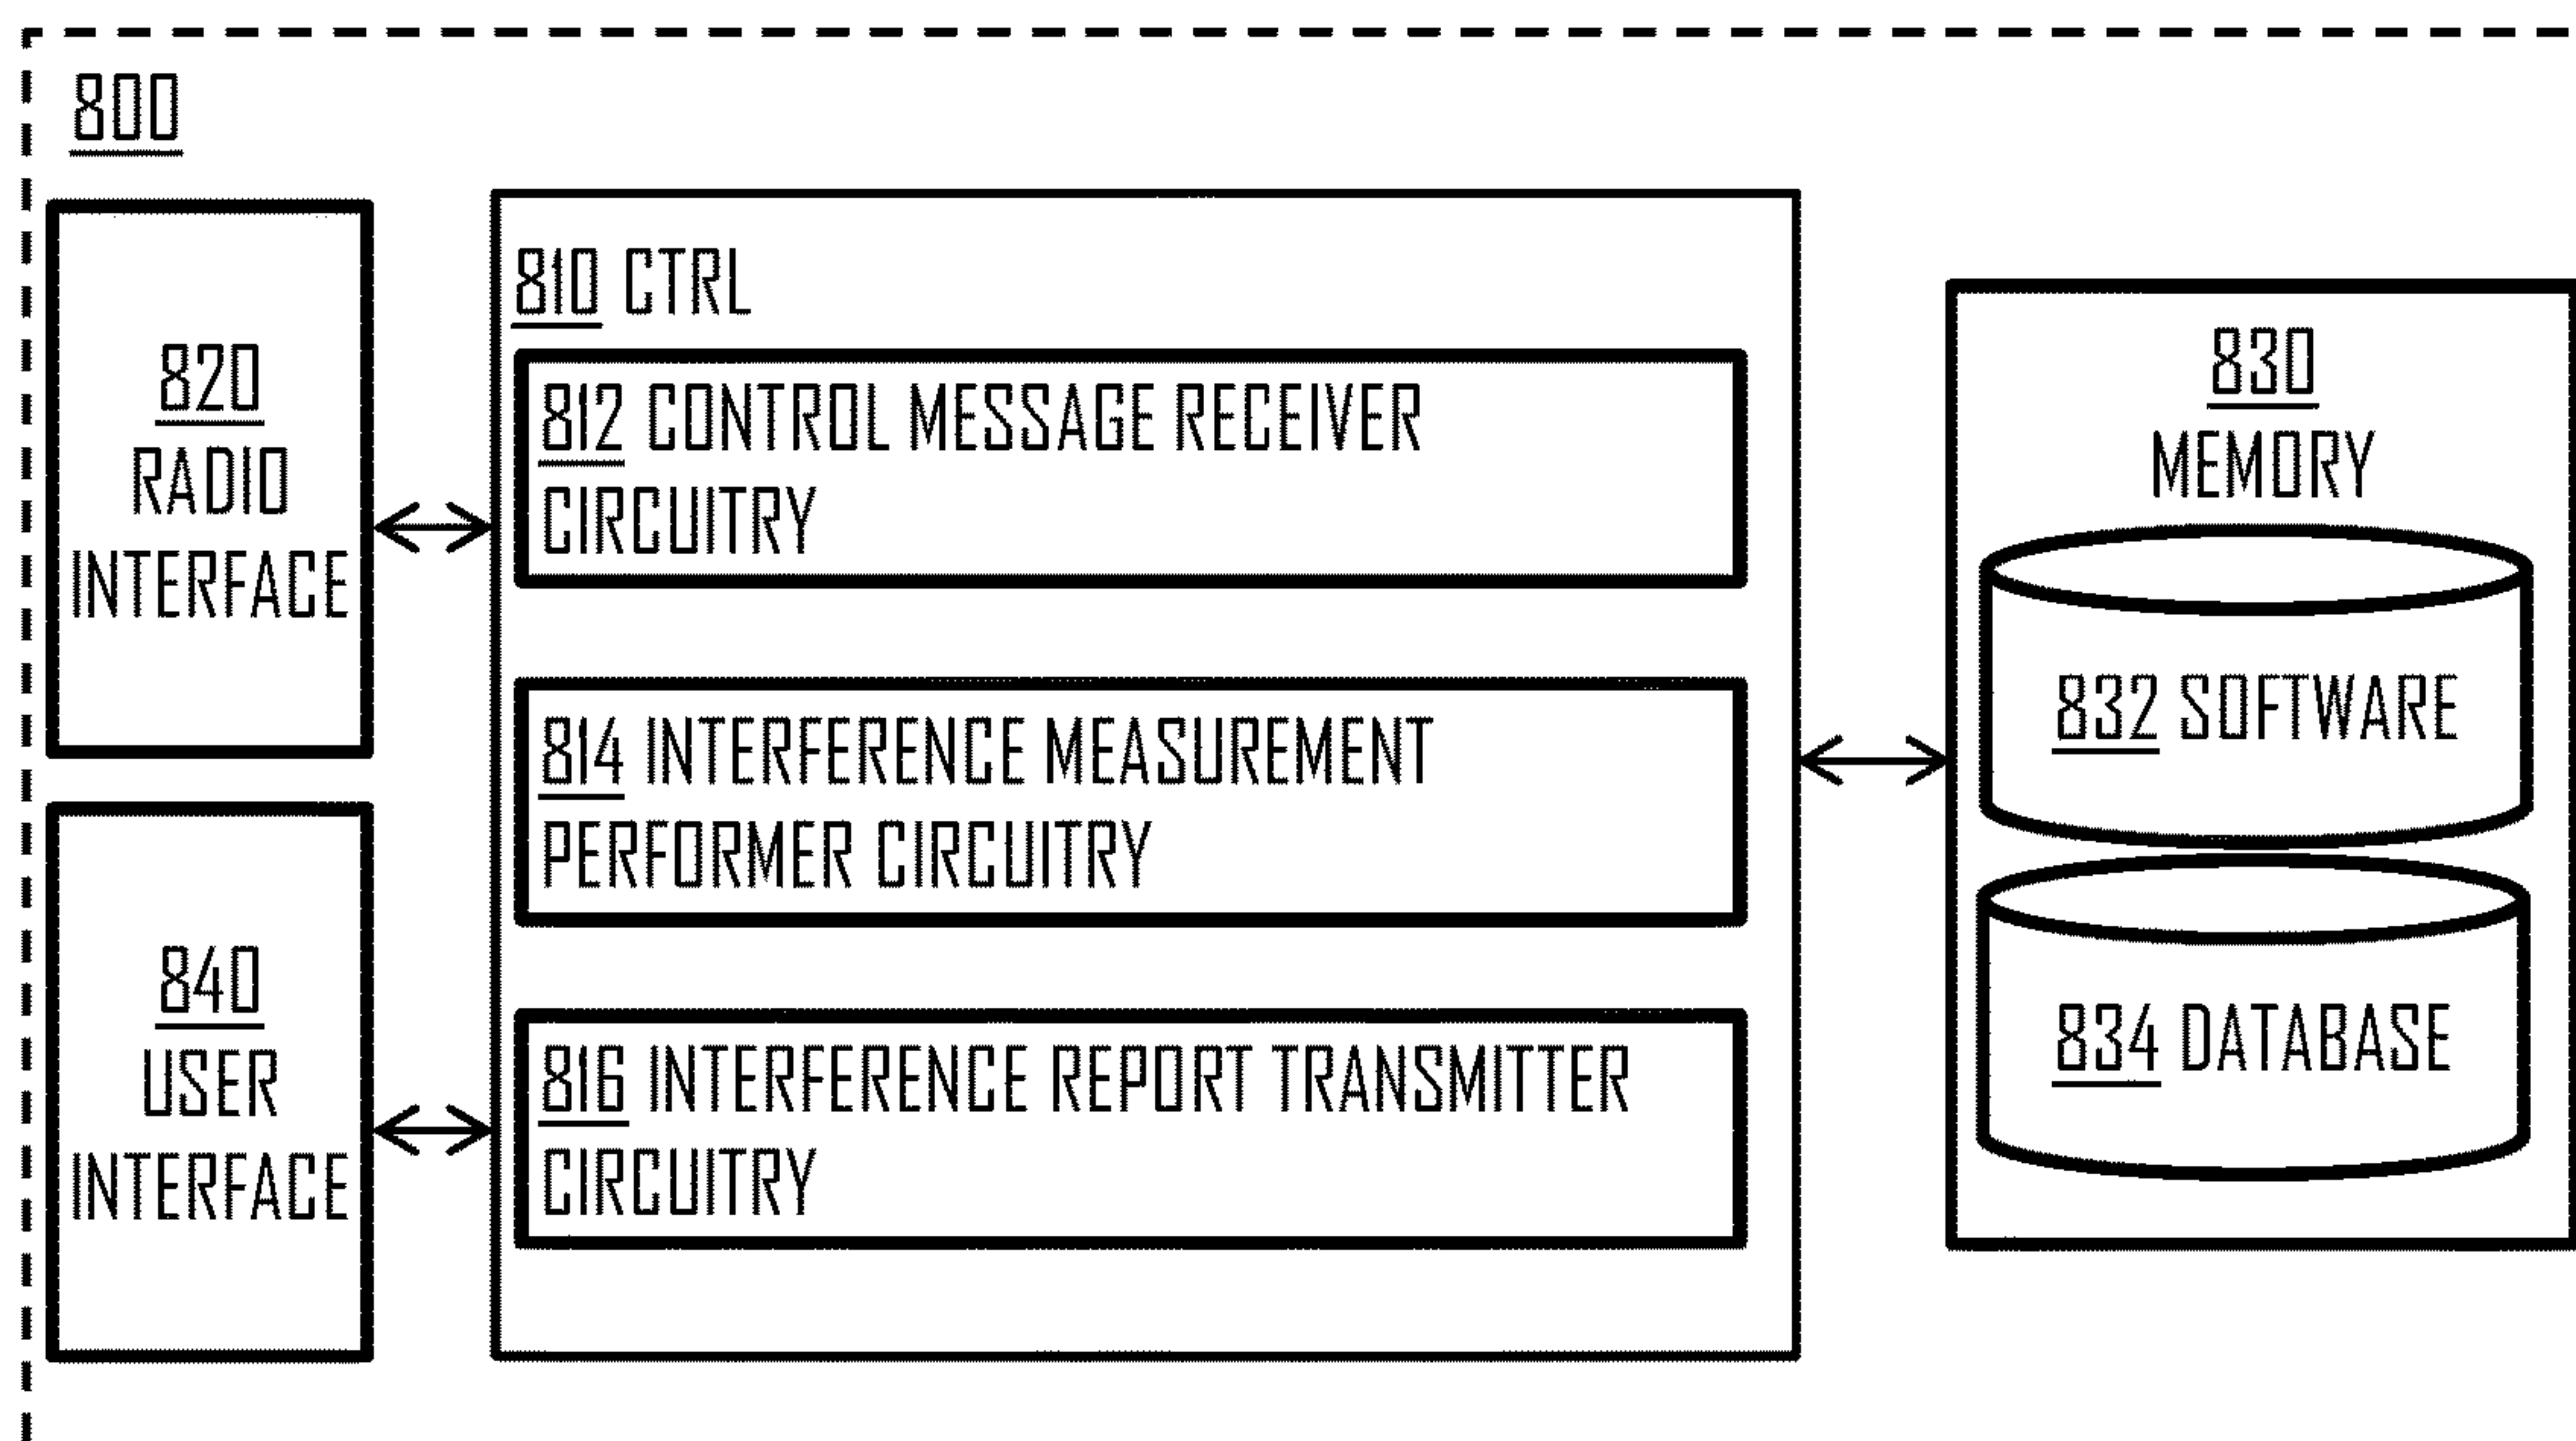 800
820
RADIO
INTERFACE
840
USER
INTERFACE
810 CTRL
812 CONTROL MESSAGE RECEIVER
CIRCUITRY
814 INTERFERENCE MEASUREMENT
PERFORMER CIRCUITRY
816 INTERFERENCE REPORT TRANSMITTER
CIRCUITRY
830
MEMORY
832 SOFTWARE
834 DATABASE